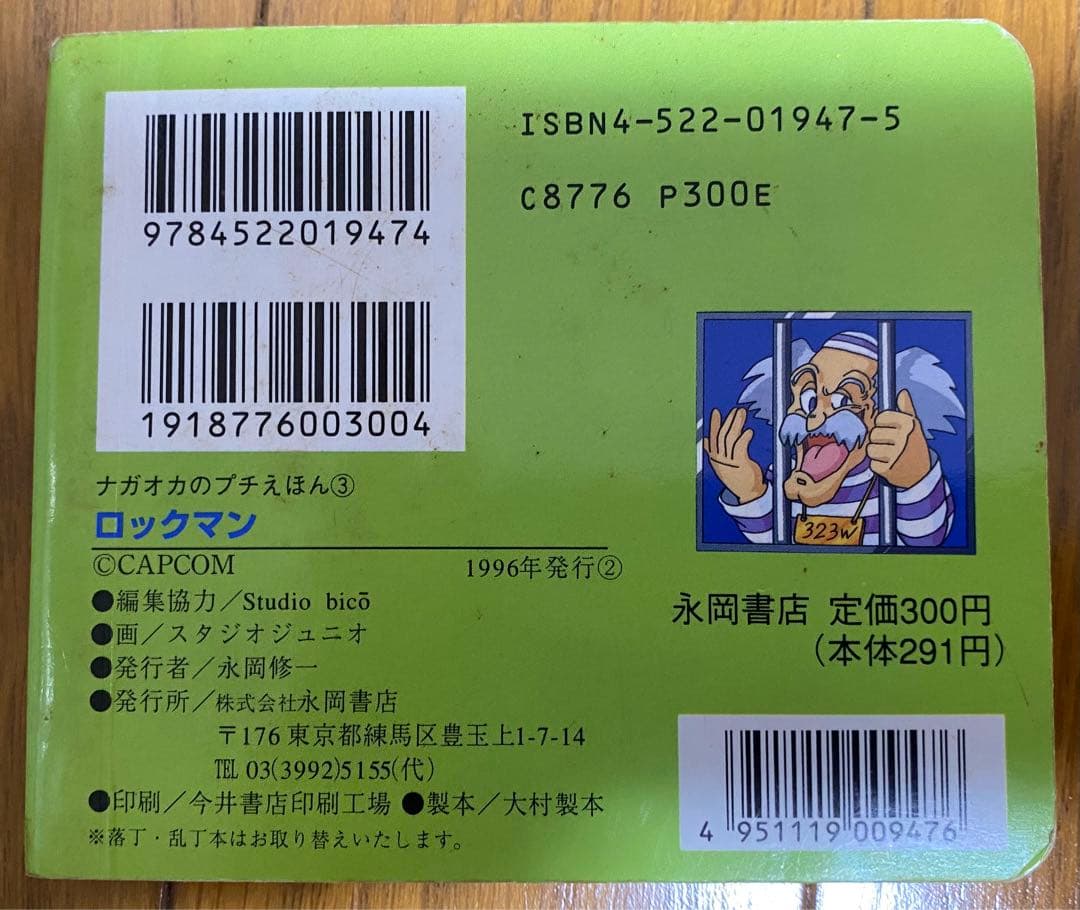 9784522019474
1918776003004
ISBN4-522-01947-5
C8776 P300E
323W
ナガオカのプチえほん③
ロックマン
©CAPCOM 1996年発行②
●編集協力／Studio bicō
●画／スタジオジュニオ
●発行者／永岡修一
●発行所／株式会社永岡書店
〒176 東京都練馬区豊玉上1-7-14
℡ 03(3992)5155(代)
●印刷／今井書店印刷工場 ●製本／大村製本
※落丁・乱丁本はお取り替えいたします。
永岡書店 定価300円
(本体291円)
4 951119 009476